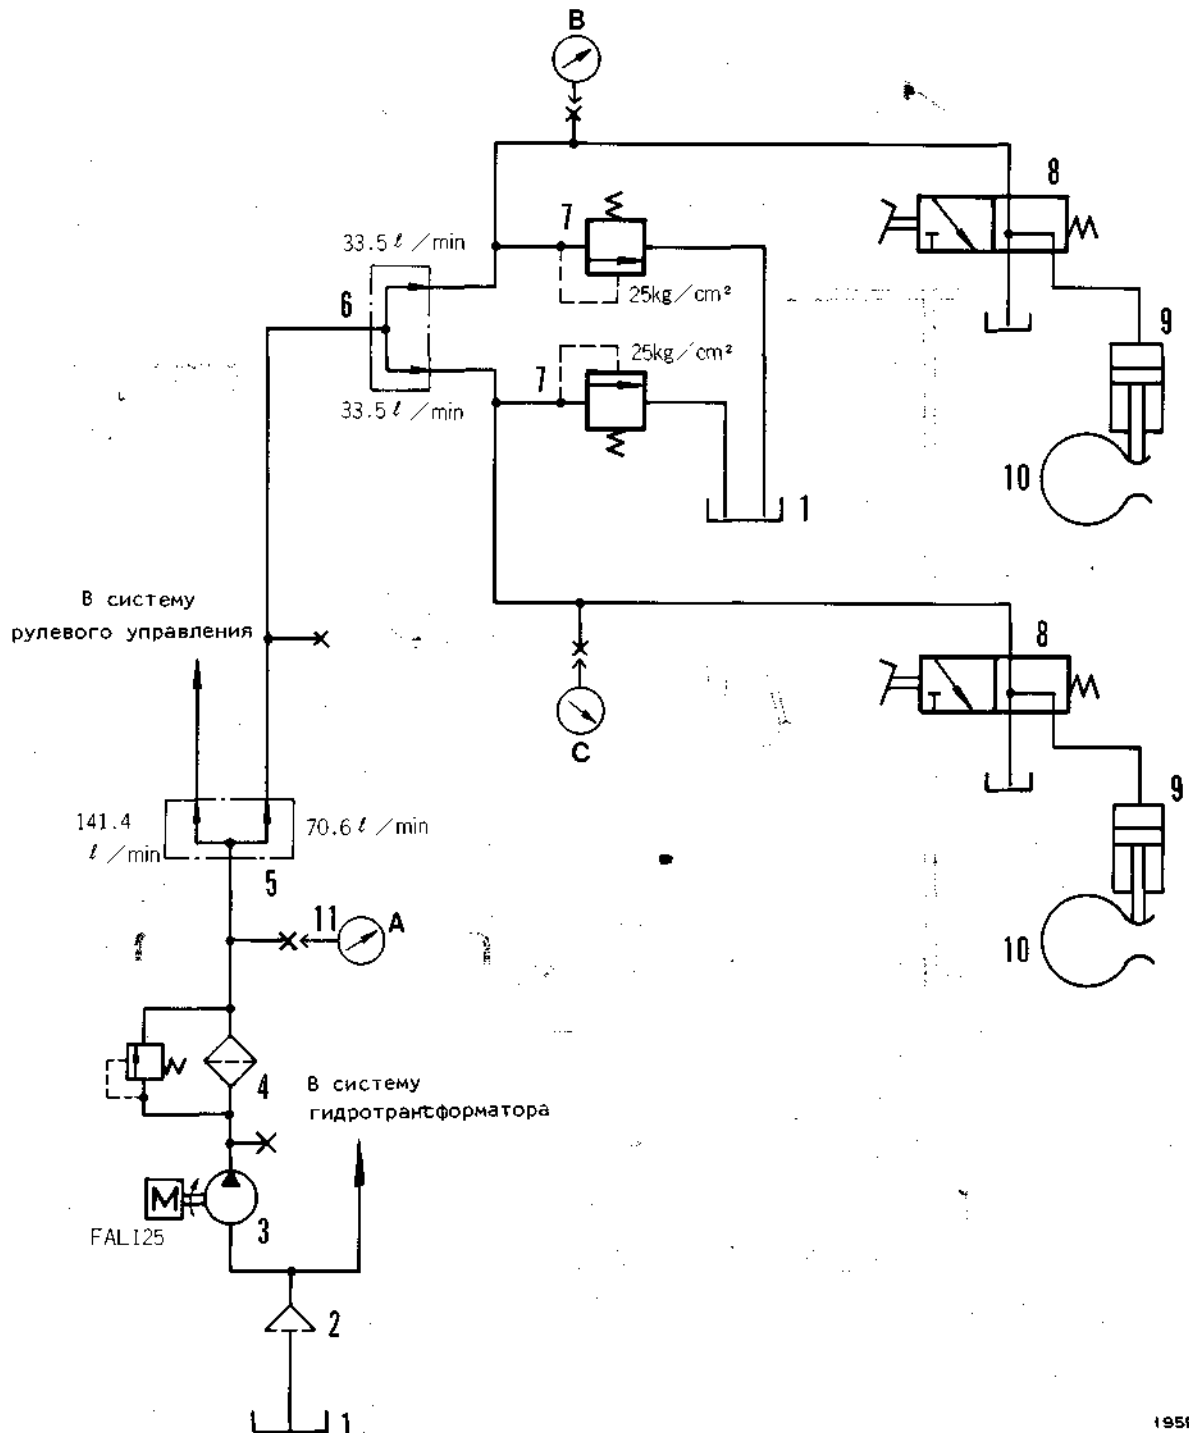 B
8
7
33.5 ℓ /min
25kg/cm²
6
9
25kg/cm²
7
33.5 ℓ /min
10
1
В систему
рулевого управления
8
C
9
141.4
ℓ /min
70.6 ℓ /min
5
11
A
10
4
В систему
гидротрансформатора
M
FAL125
3
2
1